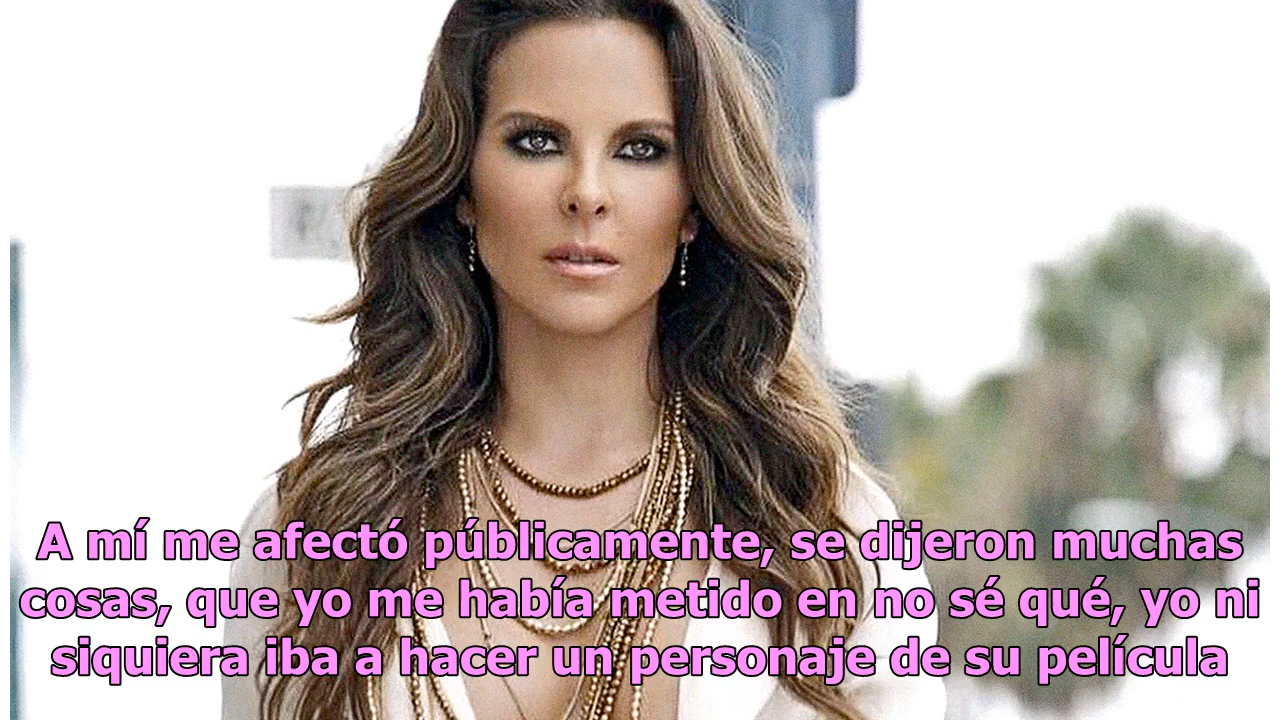 A mí me afectó públicamente, se dijeron muchas
cosas, que yo me había metido en no sé qué, yo ni
siquiera iba a hacer un personaje de su película